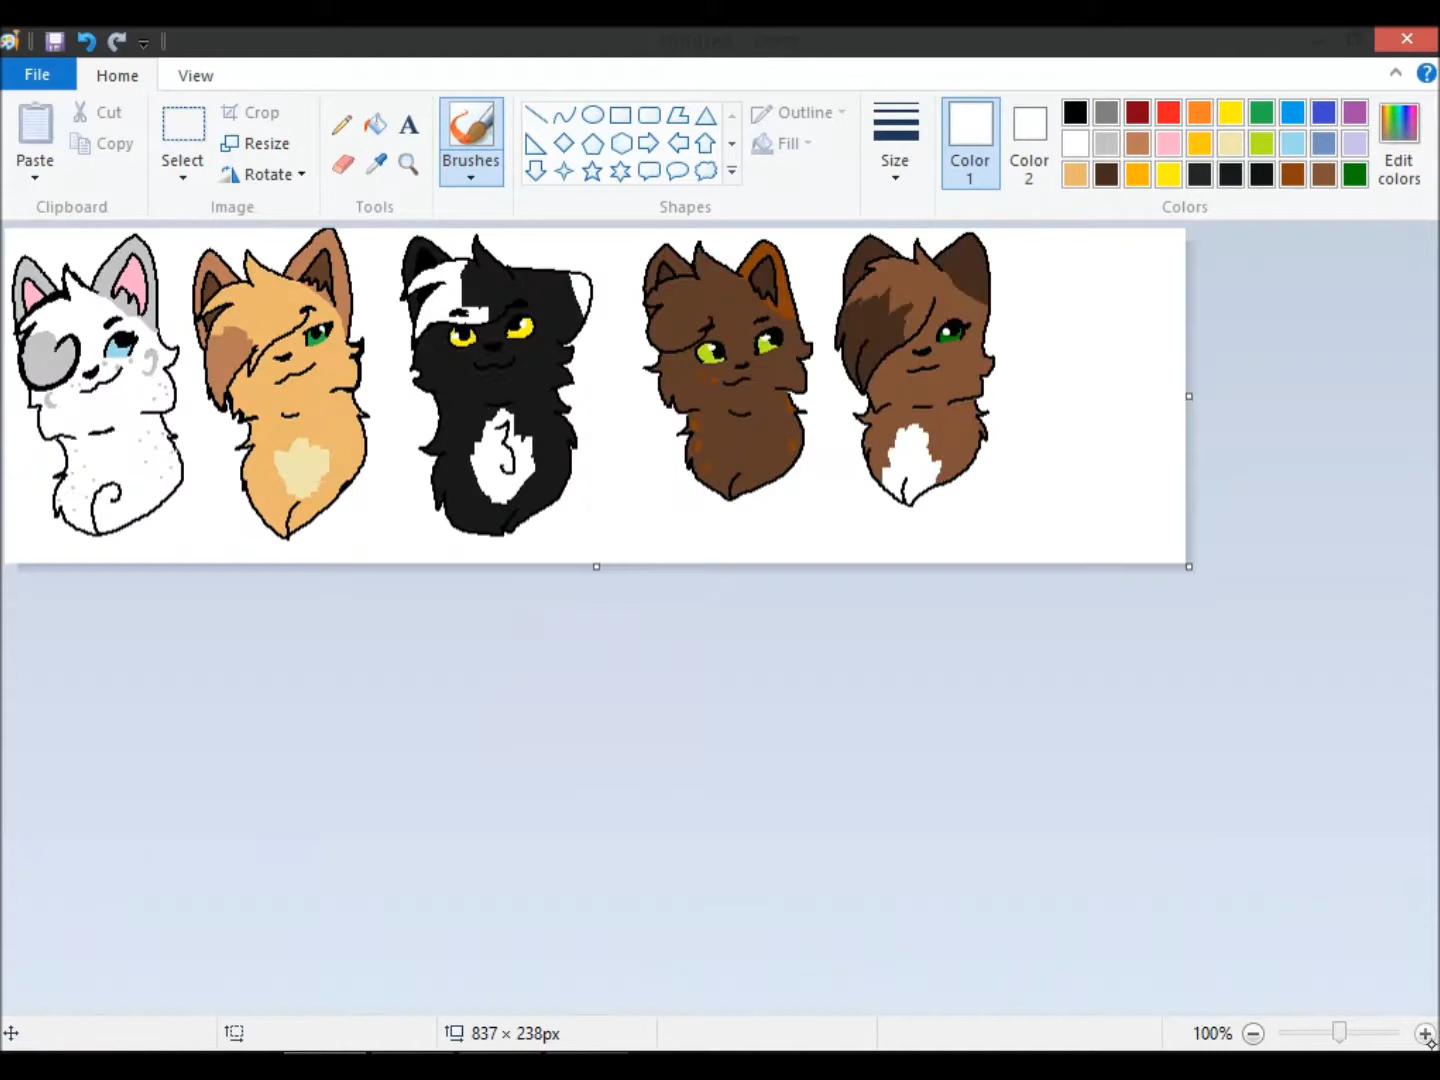 File Home View
Paste
Cut
Copy
Clipboard
Select
Crop
Resize
Rotate
Image
A
Tools
Brushes
Outline
Fill
Shapes
Size
Color 1
Color 2
Edit colors
Colors
837 × 238px
100%